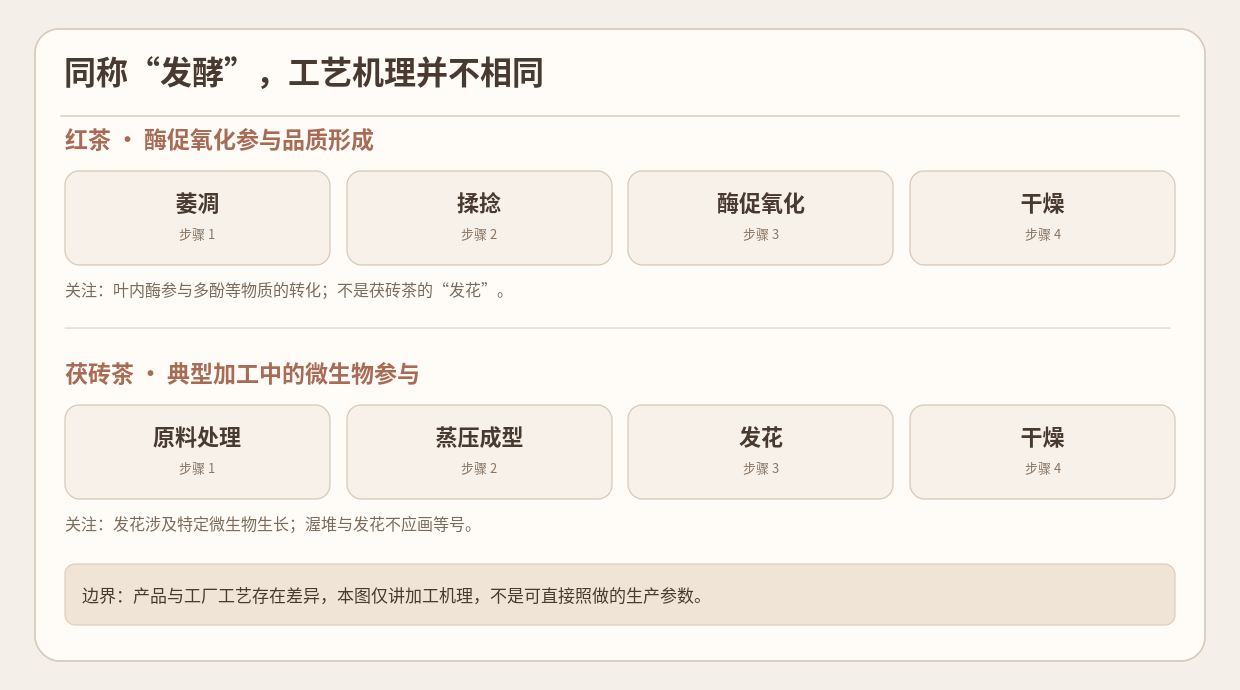 同称“发酵”，工艺机理并不相同
红茶 · 酶促氧化参与品质形成
萎凋
步骤 1
揉捻
步骤 2
酶促氧化
步骤 3
干燥
步骤 4
关注：叶内酶参与多酚等物质的转化；不是茯砖茶的“发花”。
茯砖茶 · 典型加工中的微生物参与
原料处理
步骤 1
蒸压成型
步骤 2
发花
步骤 3
干燥
步骤 4
关注：发花涉及特定微生物生长；渥堆与发花不应画等号。
边界：产品与工厂工艺存在差异，本图仅讲加工机理，不是可直接照做的生产参数。